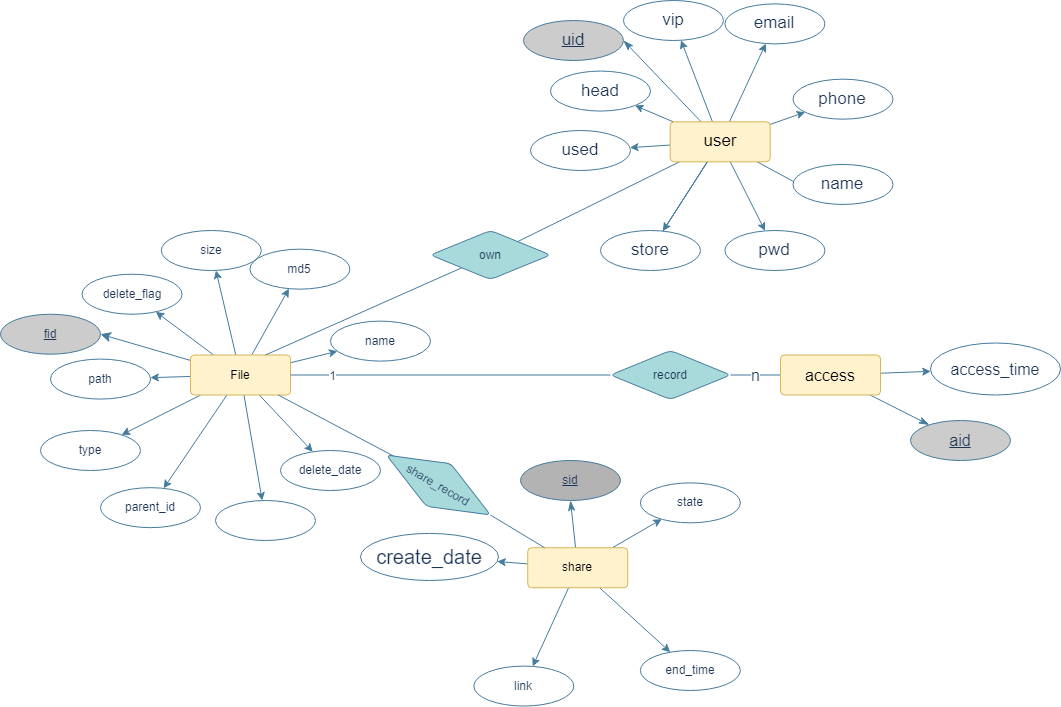 vip
email
uid
head
phone
user
used
name
store
pwd
own
size
md5
delete_flag
fid
name
path
File
1
record
n
access
access_time
aid
type
delete_date
parent_id
share_record
sid
state
create_date
share
link
end_time